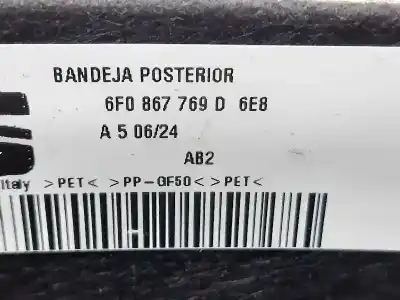 BANDEJA POSTERIOR
6F0 867 769 D 6E8
A 5 06/24
AB2
Italy >PET< >PP-GF50<>PET<